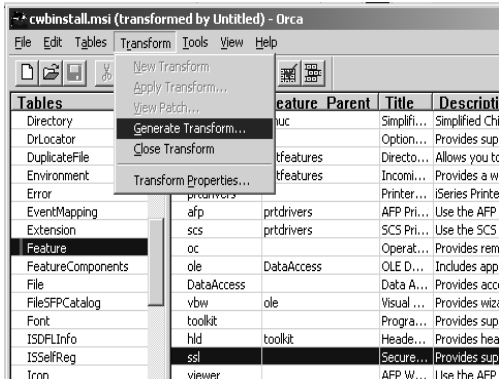 cwbinstall.msi (transformed by Untitled) - Orca
File Edit Tables Transform Tools View Help
New Transform
Apply Transform...
View Patch...
Generate Transform...
Close Transform
Transform Properties...
Tables eature Parent Title Descripti
Directory nuc Simplifi... Simplified Chi
DrLocator Option... Provides sup
DuplicateFile tfeatures Directo... Allows you to
Environment tfeatures Incomi... Provides a w
Error prtdrivers Printer... iSeries Printe
EventMapping afp prtdrivers AFP Pri... Use the AFP
Extension scs prtdrivers SCS Pri... Use the SCS
Feature oc Operat... Provides rem
FeatureComponents ole DataAccess OLE D... Includes app
File DataAccess Data A... Provides acce
FileSFPCatalog vbw ole Visual ... Provides wiza
Font toolkit Progra... Provides sup
ISDFLInfo hld toolkit Heade... Provides hea
ISSelfReg ssl Secure... Provides sup
Icon viewer AFP W... Use the AFP